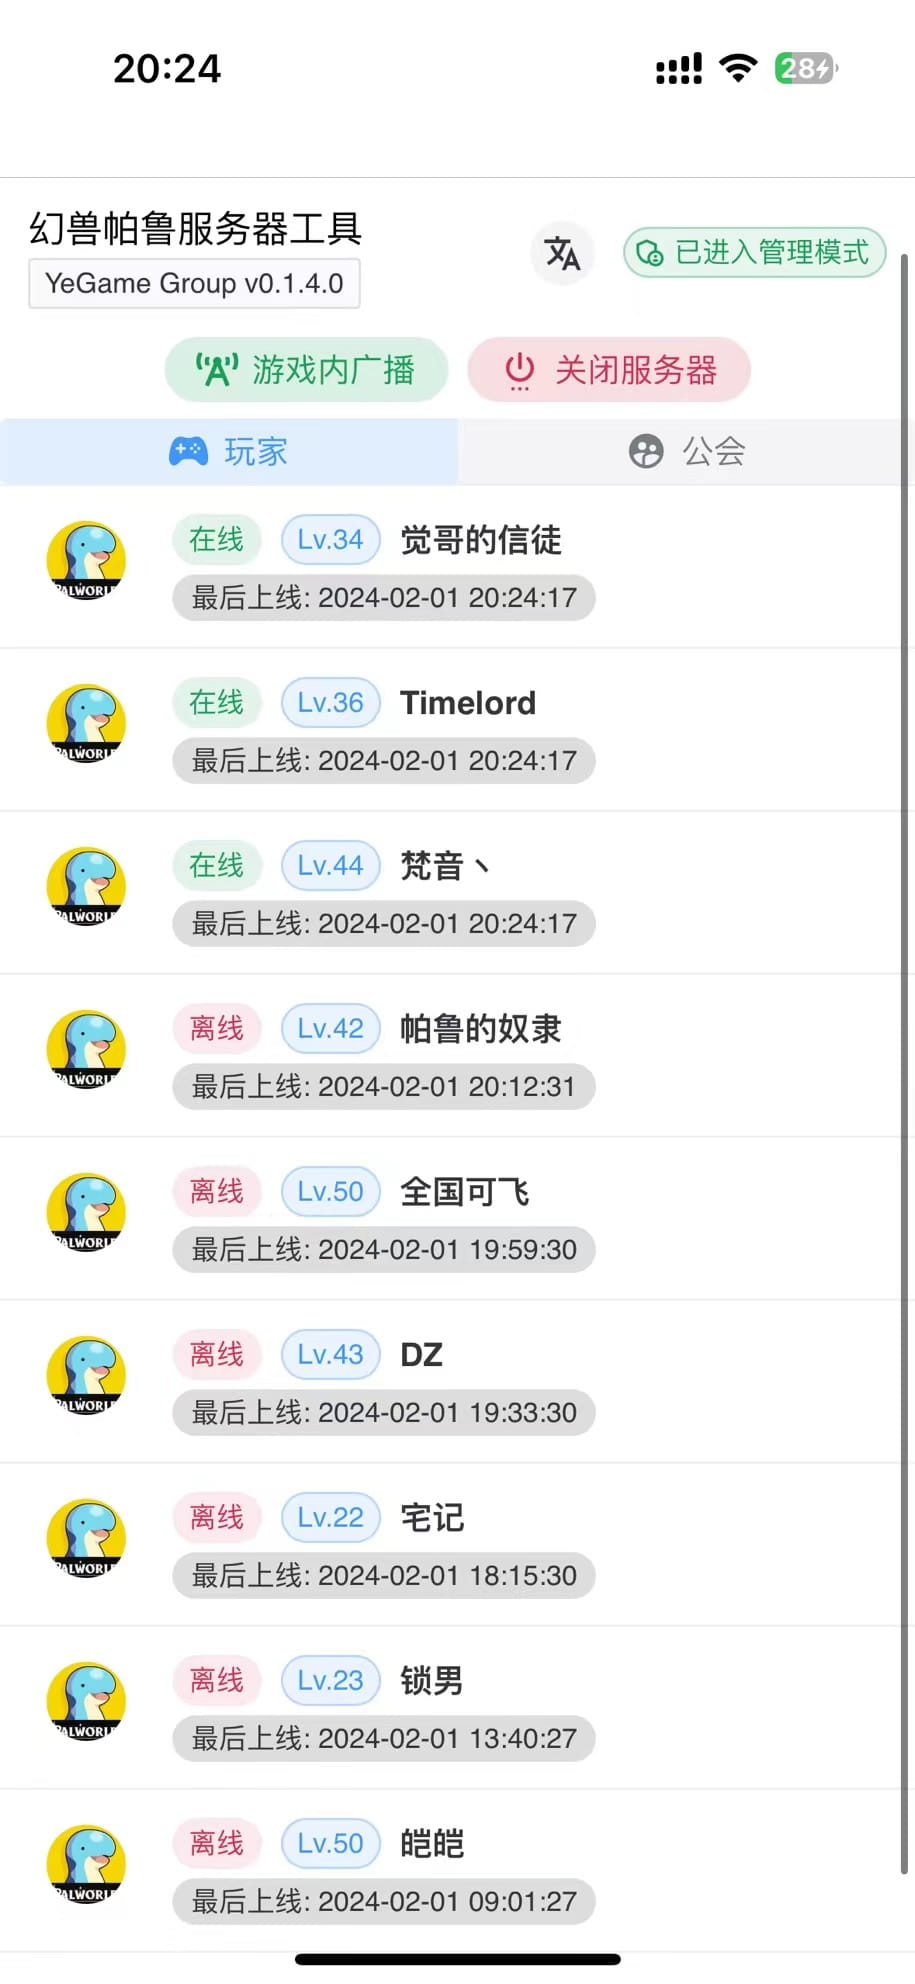 20:24
28
幻兽帕鲁服务器工具
YeGame Group v0.1.4.0
已进入管理模式
游戏内广播
关闭服务器
玩家
公会
在线 Lv.34 觉哥的信徒
PALWORLD
最后上线: 2024-02-01 20:24:17
在线 Lv.36 Timelord
PALWORLD
最后上线: 2024-02-01 20:24:17
在线 Lv.44 梵音丶
PALWORLD
最后上线: 2024-02-01 20:24:17
离线 Lv.42 帕鲁的奴隶
PALWORLD
最后上线: 2024-02-01 20:12:31
离线 Lv.50 全国可飞
PALWORLD
最后上线: 2024-02-01 19:59:30
离线 Lv.43 DZ
PALWORLD
最后上线: 2024-02-01 19:33:30
离线 Lv.22 宅记
PALWORLD
最后上线: 2024-02-01 18:15:30
离线 Lv.23 锁男
PALWORLD
最后上线: 2024-02-01 13:40:27
离线 Lv.50 皑皑
PALWORLD
最后上线: 2024-02-01 09:01:27